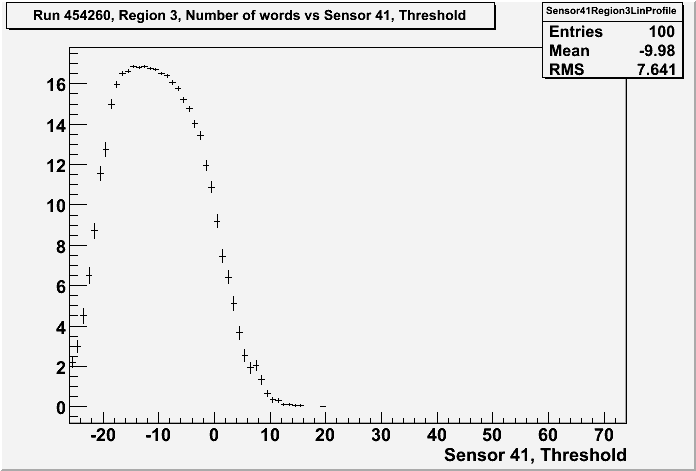 Run 454260, Region 3, Number of words vs Sensor 41, Threshold
Sensor41Region3LinProfile
Entries 100
Mean -9.98
RMS 7.641
16
14
12
10
8
6
4
2
0
-20 -10 0 10 20 30 40 50 60 70
Sensor 41, Threshold